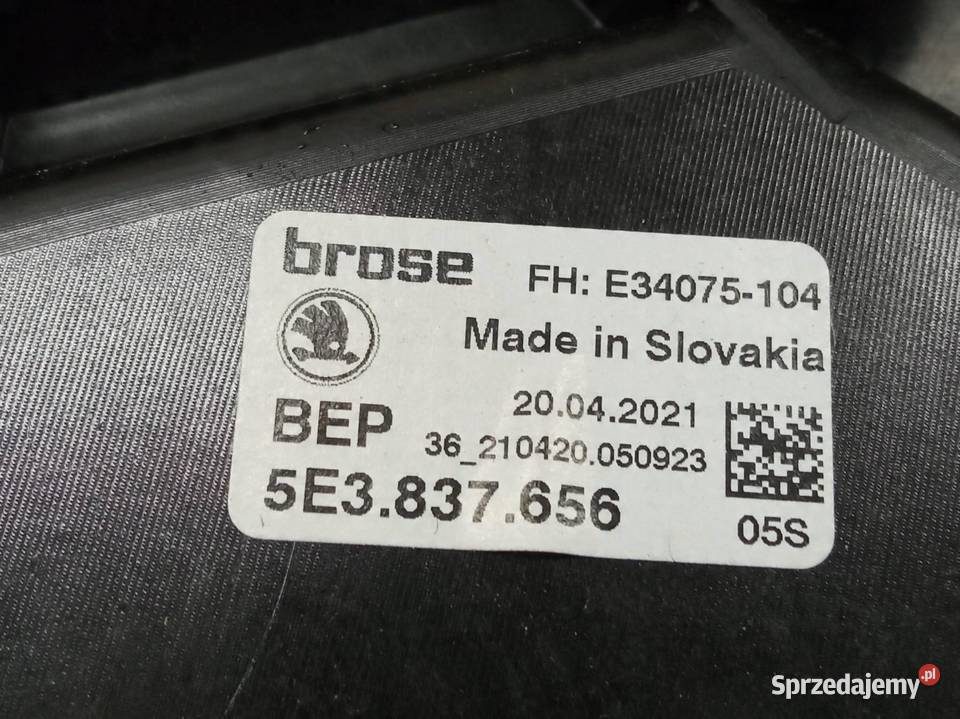 brose
FH: E34075-104
Made in Slovakia
BEP
20.04.2021
36_210420.050923
5E3.837.656
05S
Sprzedajemy.pl